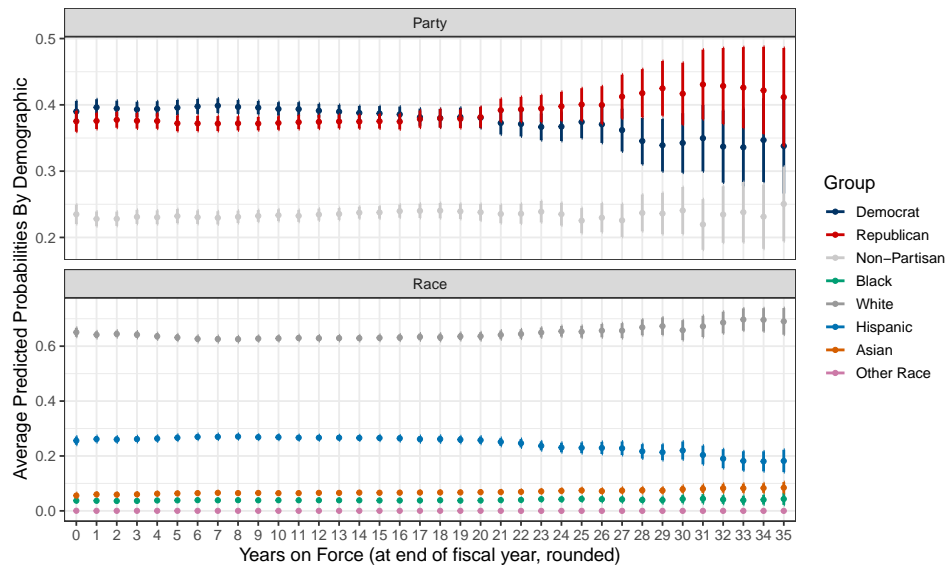 Party
0.5
0.4
0.3
0.2
Average Predicted Probabilities By Demographic
Race
0.6
0.4
0.2
0.0
0 1 2 3 4 5 6 7 8 9 10 11 12 13 14 15 16 17 18 19 20 21 22 23 24 25 26 27 28 29 30 31 32 33 34 35
Years on Force (at end of fiscal year, rounded)
Group
Democrat
Republican
Non−Partisan
Black
White
Hispanic
Asian
Other Race